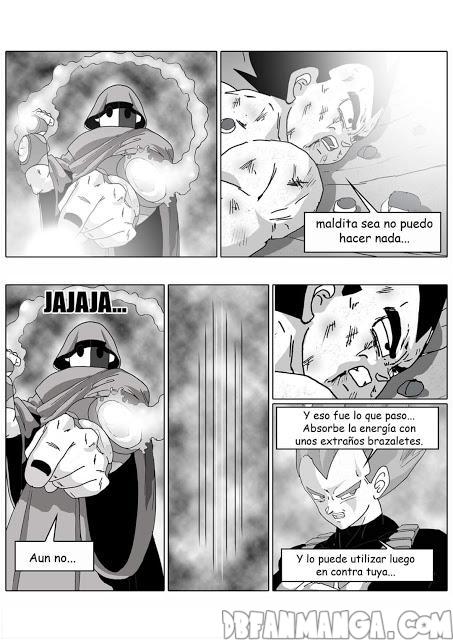 maldita sea no puedo
hacer nada...
JAJAJA...
Aun no...
Y eso fue lo que paso...
Absorbe la energía con
unos extraños brazaletes.
Y lo puede utilizar luego
en contra tuya...
DBFANMANGA.COM